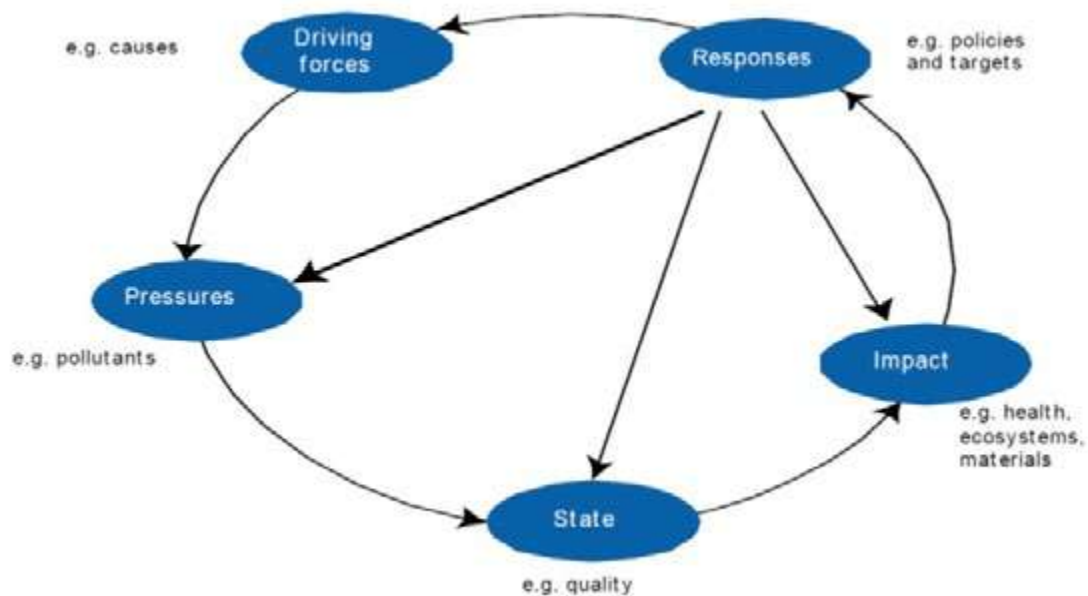 e.g. causes
Driving
forces
Responses
e.g. policies
and targets
Pressures
e.g. pollutants
Impact
e.g. health,
ecosystems,
materials
State
e.g. quality